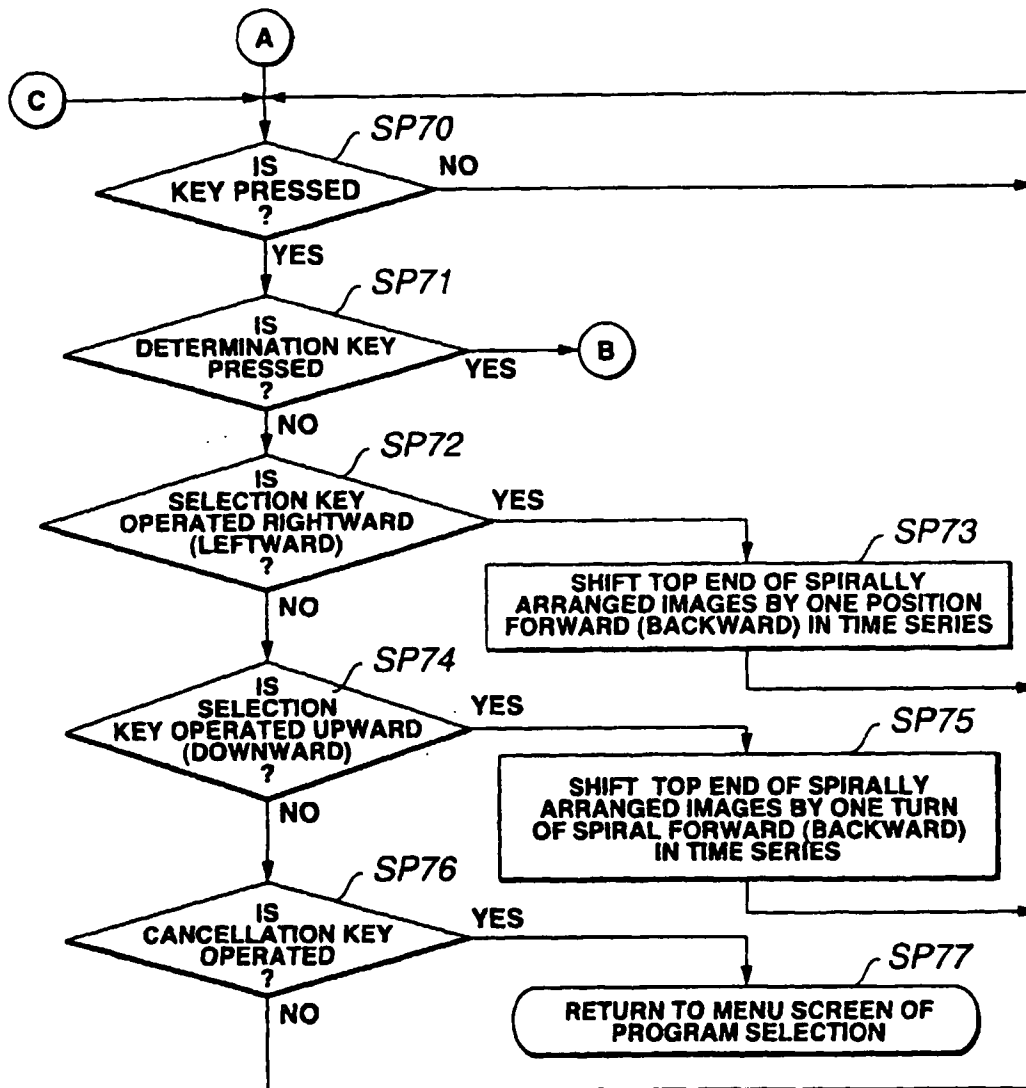 A
C
SP70
IS
KEY PRESSED
?
NO
YES
SP71
IS
DETERMINATION KEY
PRESSED
?
YES
B
NO
SP72
IS
SELECTION KEY
OPERATED RIGHTWARD
(LEFTWARD)
?
YES
NO
SP73
SHIFT TOP END OF SPIRALLY
ARRANGED IMAGES BY ONE POSITION
FORWARD (BACKWARD) IN TIME SERIES
SP74
IS
SELECTION
KEY OPERATED UPWARD
(DOWNWARD)
?
YES
NO
SP75
SHIFT TOP END OF SPIRALLY
ARRANGED IMAGES BY ONE TURN
OF SPIRAL FORWARD (BACKWARD)
IN TIME SERIES
SP76
IS
CANCELLATION KEY
OPERATED
?
YES
NO
SP77
RETURN TO MENU SCREEN OF
PROGRAM SELECTION